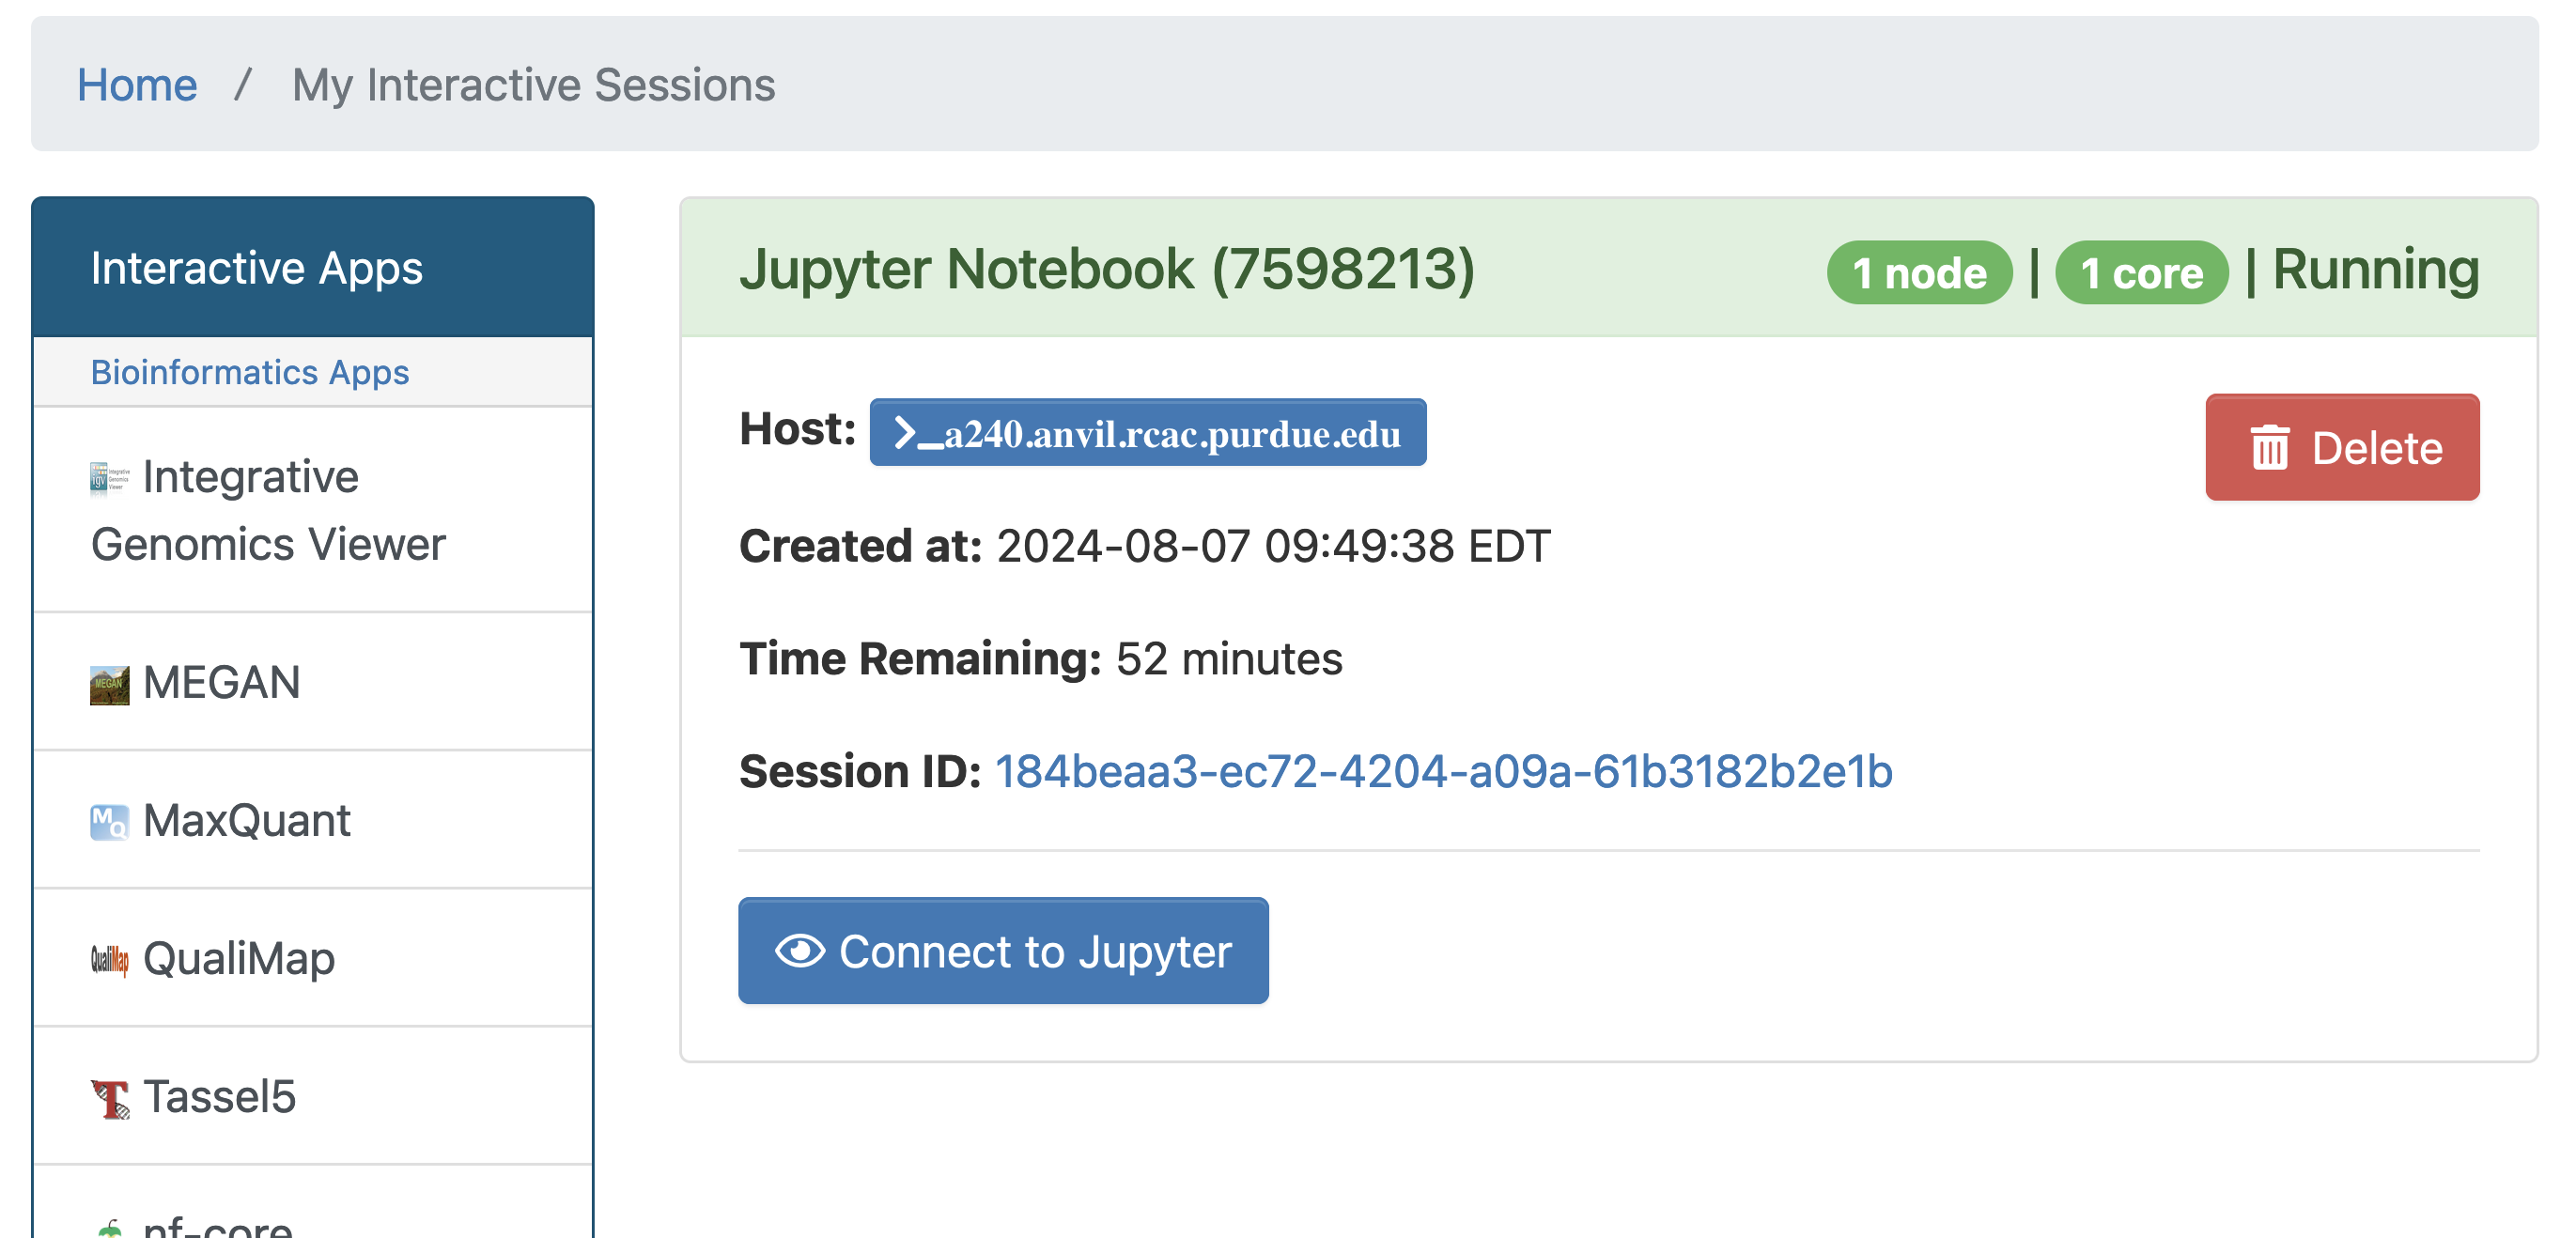 Home / My Interactive Sessions
Interactive Apps
Bioinformatics Apps
Integrative
Genomics Viewer
MEGAN
MaxQuant
QualiMap
Tassel5
nf-core
Jupyter Notebook (7598213)
1 node | 1 core | Running
Host: >_a240.anvil.rcac.purdue.edu
Delete
Created at: 2024-08-07 09:49:38 EDT
Time Remaining: 52 minutes
Session ID: 184beaa3-ec72-4204-a09a-61b3182b2e1b
Connect to Jupyter